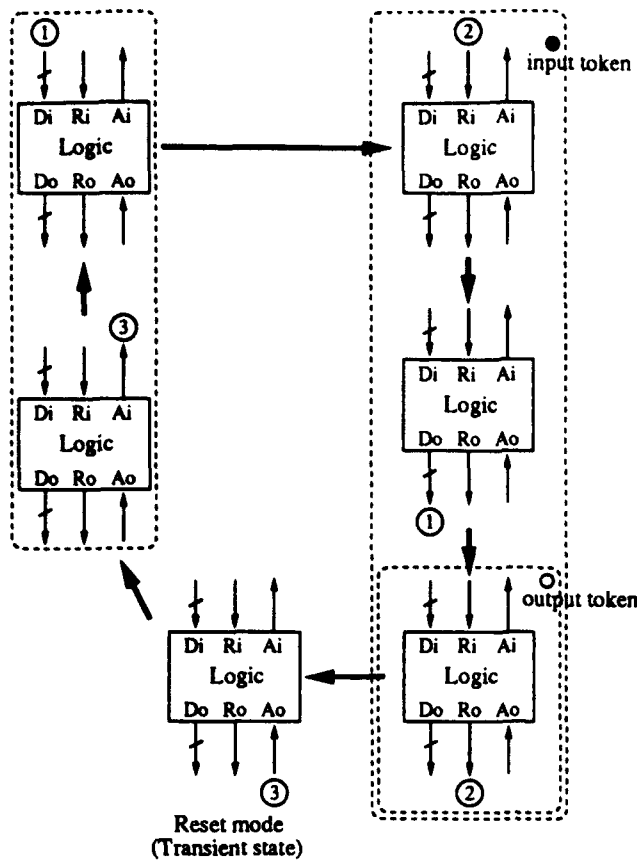 ①
Di Ri Ai
Logic
Do Ro Ao
②
input token
Di Ri Ai
Logic
Do Ro Ao
③
Di Ri Ai
Logic
Do Ro Ao
Di Ri Ai
Logic
Do Ro Ao
①
output token
Di Ri Ai
Logic
Do Ro Ao
③
Reset mode
(Transient state)
Di Ri Ai
Logic
Do Ro Ao
②